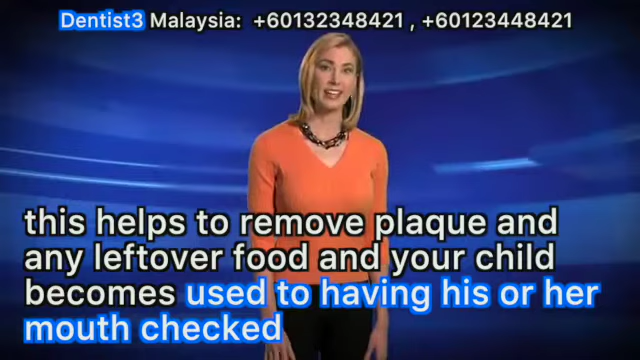 Dentist3 Malaysia: +60132348421 , +60123448421
this helps to remove plaque and
any leftover food and your child
becomes used to having his or her
mouth checked